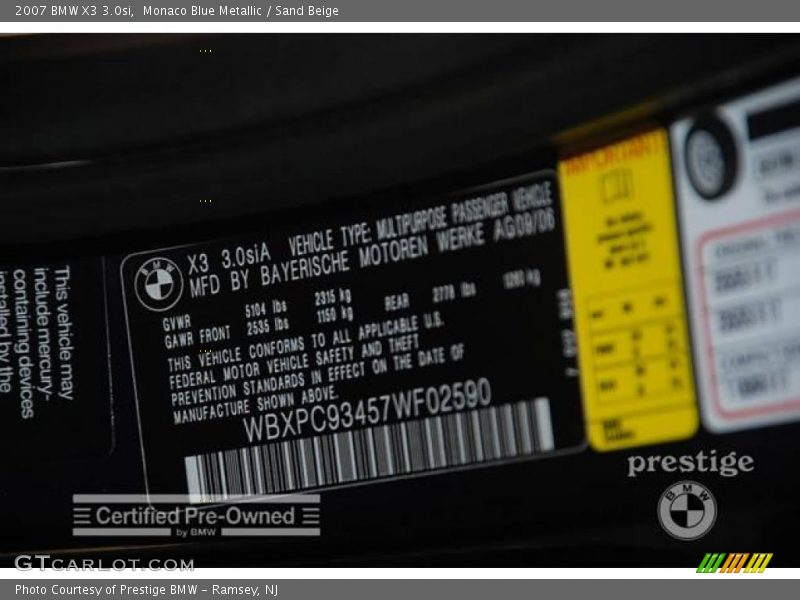 2007 BMW X3 3.0si,  Monaco Blue Metallic / Sand Beige
BMW
X3  3.0siA  VEHICLE TYPE: MULTIPURPOSE PASSENGER VEHICLE
MFD BY BAYERISCHE MOTOREN WERKE AG09/06
GVWR 5104 lbs 2315 kg
GAWR FRONT 2535 lbs 1150 kg REAR 2778 lbs 1260 kg
THIS VEHICLE CONFORMS TO ALL APPLICABLE U.S.
FEDERAL MOTOR VEHICLE SAFETY AND THEFT
PREVENTION STANDARDS IN EFFECT ON THE DATE OF
MANUFACTURE SHOWN ABOVE.
WBXPC93457WF02590
This vehicle may
include mercury-
containing devices
installed by the
IMPORTANT
prestige
BMW
Certified Pre-Owned
by BMW
GTCARLOT.COM
Photo Courtesy of Prestige BMW - Ramsey, NJ